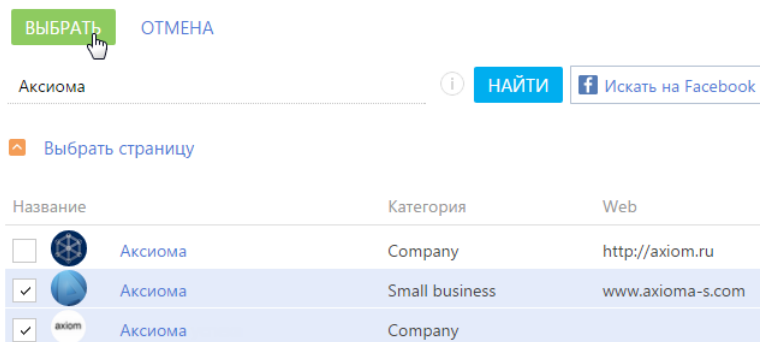 ВЫБРАТЬ ОТМЕНА
Аксиома i НАЙТИ f Искать на Facebook
Выбрать страницу
Название Категория Web
Аксиома Company http://axiom.ru
Аксиома Small business www.axioma-s.com
axiom Аксиома Company